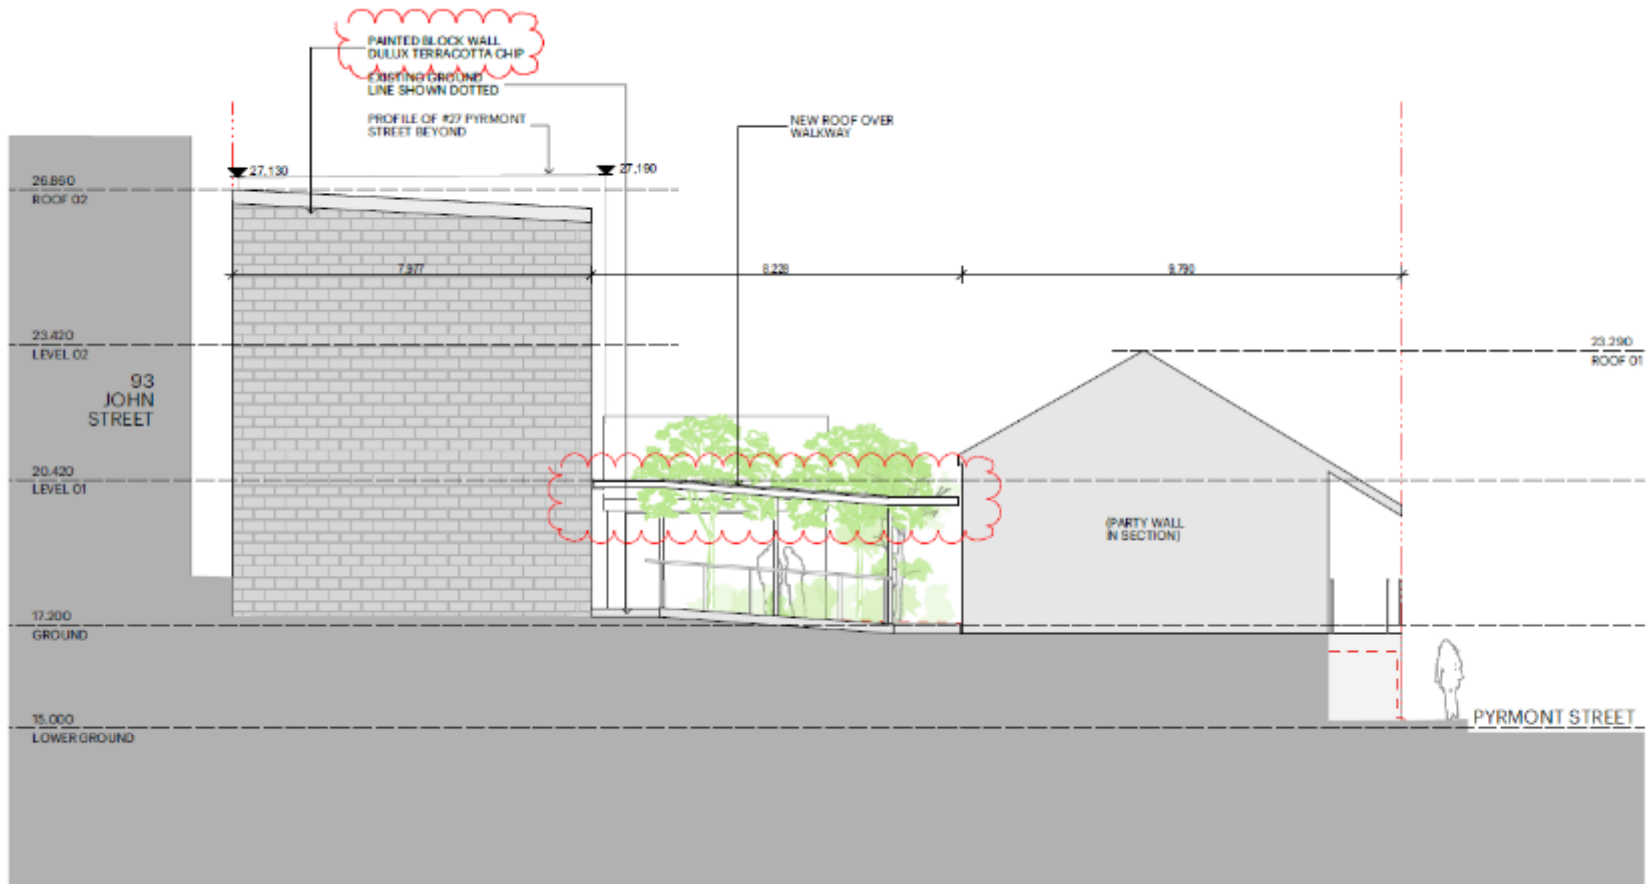 PAINTED BLOCK WALL
DULUX TERRACOTTA CHIP
EXISTING GROUND
LINE SHOWN DOTTED
PROFILE OF #27 PYRMONT
STREET BEYOND
NEW ROOF OVER
WALKWAY
27,130
27,190
26.860
ROOF 02
7,977
8,228
9,790
23.420
LEVEL 02
23.290
ROOF 01
93
JOHN
STREET
20.420
LEVEL 01
(PARTY WALL
IN SECTION)
17.200
GROUND
15.000
LOWER GROUND
PYRMONT STREET